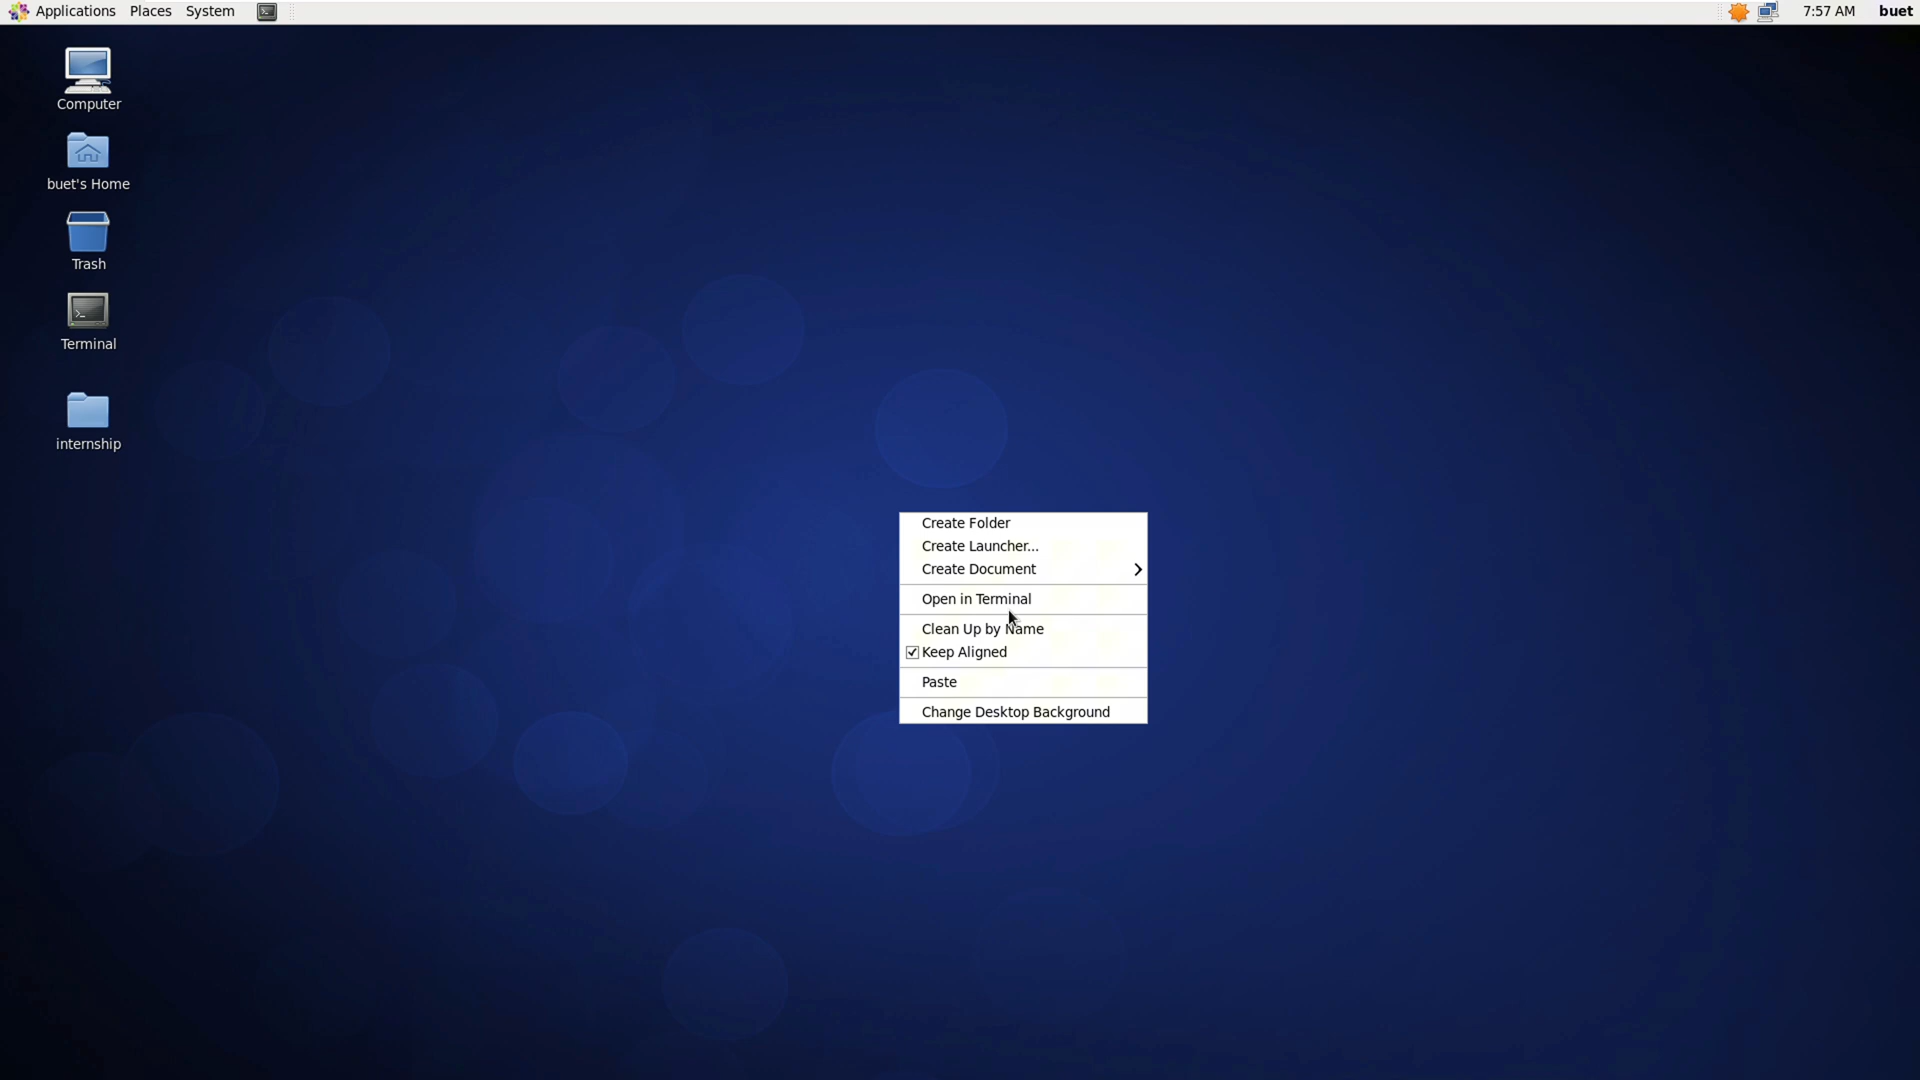 Applications Places System 7:57 AM buet
Computer
buet's Home
Trash
Terminal
internship
Create Folder
Create Launcher...
Create Document
Open in Terminal
Clean Up by Name
Keep Aligned
Paste
Change Desktop Background